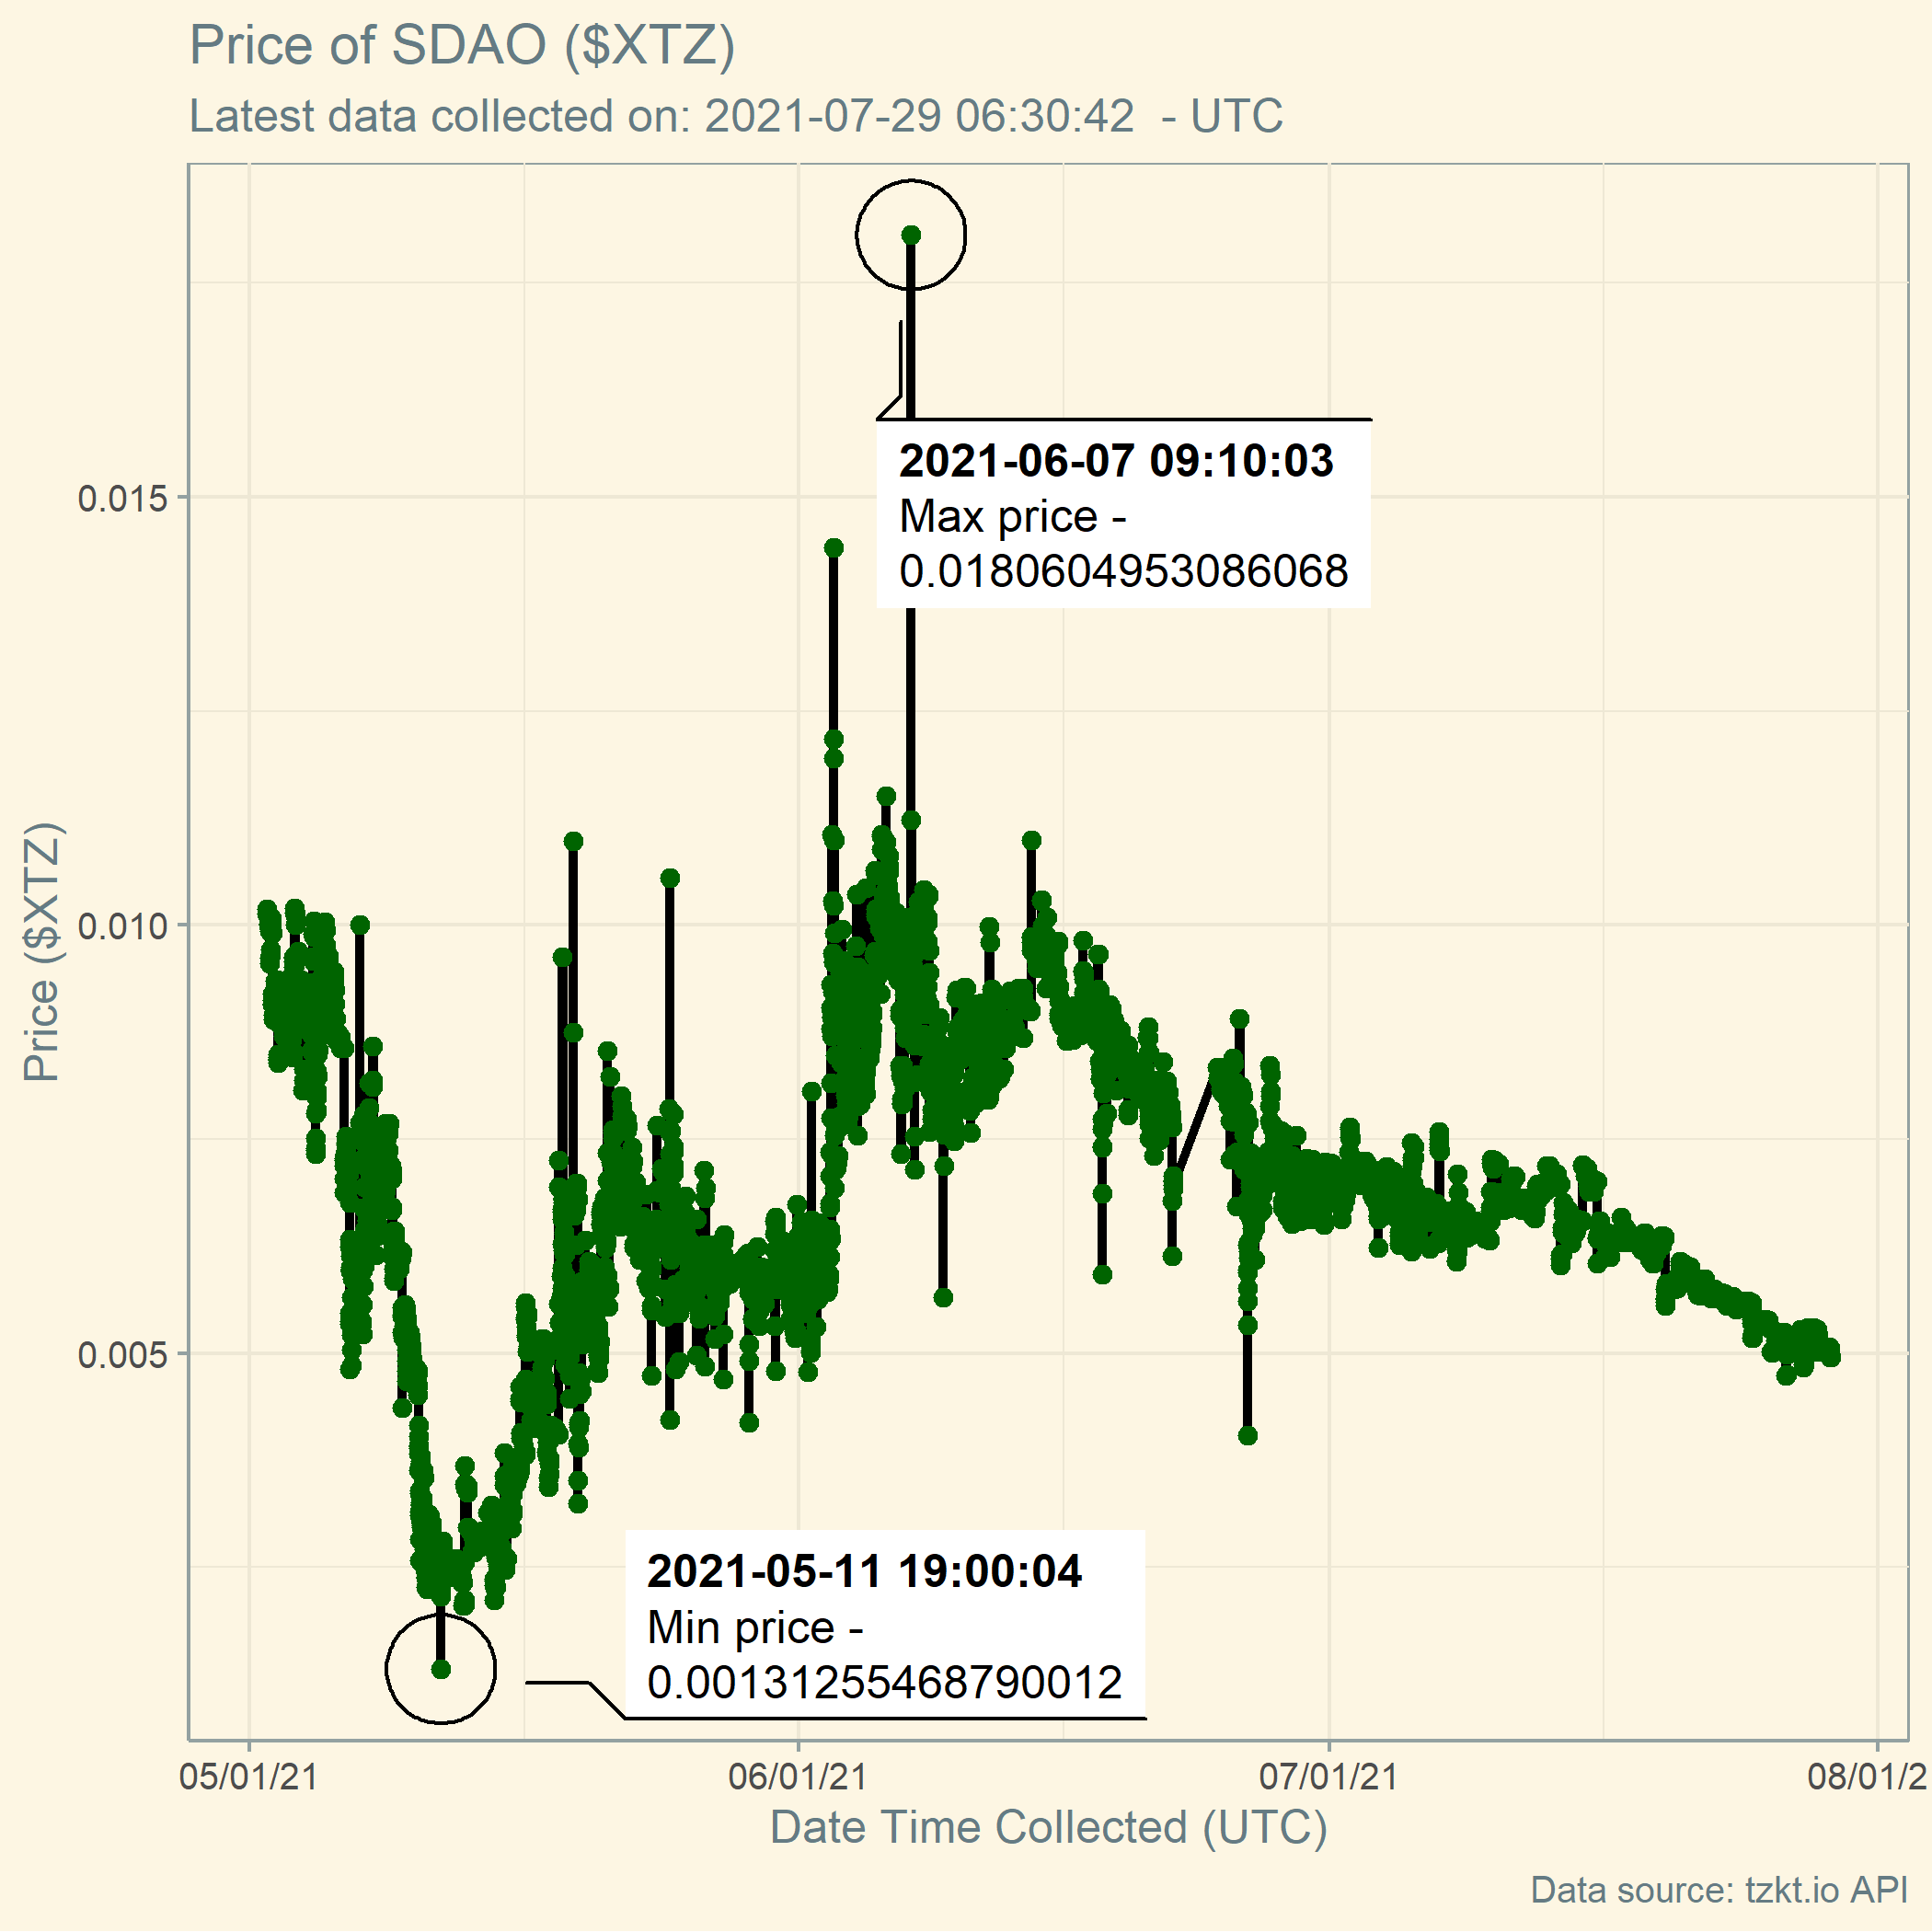 Price of SDAO ($XTZ)
Latest data collected on: 2021-07-29 06:30:42  - UTC
2021-06-07 09:10:03
Max price -
0.0180604953086068
0.015
0.010
0.005
Price ($XTZ)
2021-05-11 19:00:04
Min price -
0.00131255468790012
05/01/21
06/01/21
07/01/21
08/01/2
Date Time Collected (UTC)
Data source: tzkt.io API